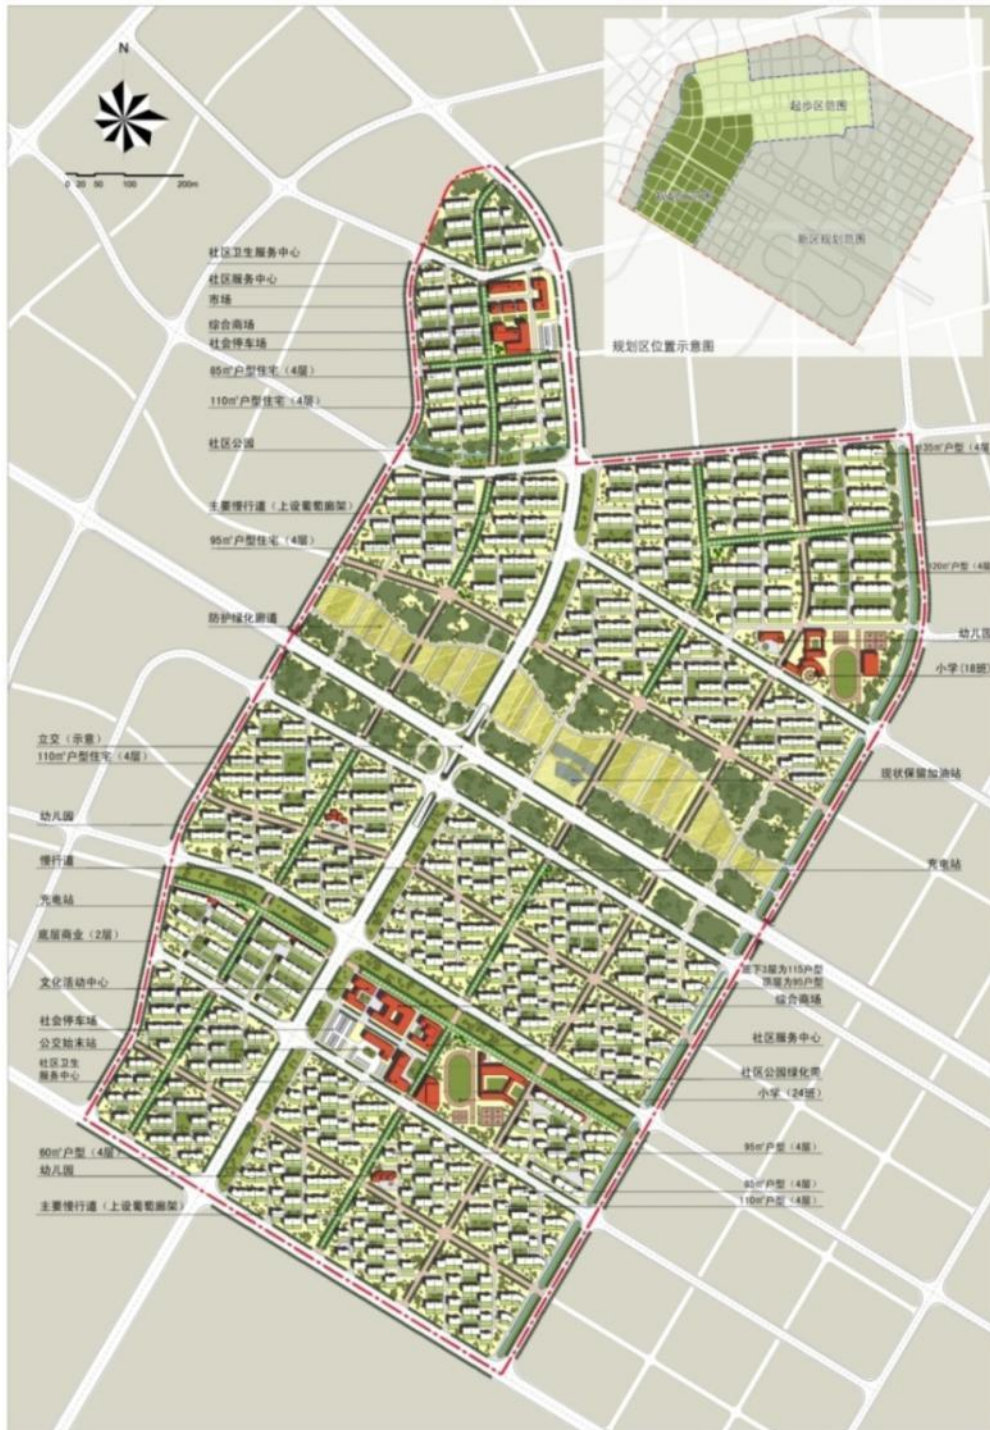 N
0 20 50 100 200m
起步区范围
新区规划范围
规划区位置示意图
社区卫生服务中心
社区服务中心
市场
综合商场
社会停车场
85㎡户型住宅（4层）
110㎡户型住宅（4层）
社区公园
主要慢行道（上设葡萄廊架）
95㎡户型住宅（4层）
防护绿化廊道
立交（示意）
110㎡户型住宅（4层）
幼儿园
慢行道
充电站
底层商业（2层）
文化活动中心
社会停车场
公交始末站
社区卫生
服务中心
60㎡户型（4层）
幼儿园
主要慢行道（上设葡萄廊架）
135㎡户型（4层
120㎡户型（4层
幼儿园
小学(18班)
现状保留加油站
充电站
底下3层为115户型
顶层为95户型
综合商场
社区服务中心
社区公园绿化带
小学（24班）
95㎡户型（4层）
85㎡户型（4层）
110㎡户型（4层）